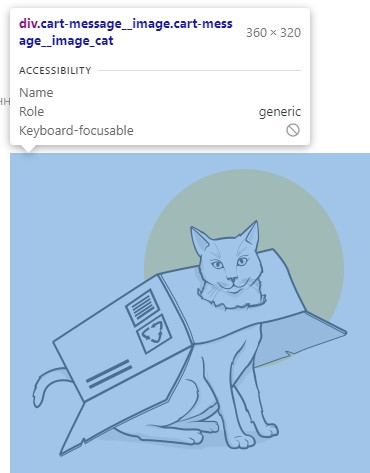 div.cart-message__image.cart-mess
age__image_cat
360 × 320
ACCESSIBILITY
Name
Role
generic
Keyboard-focusable